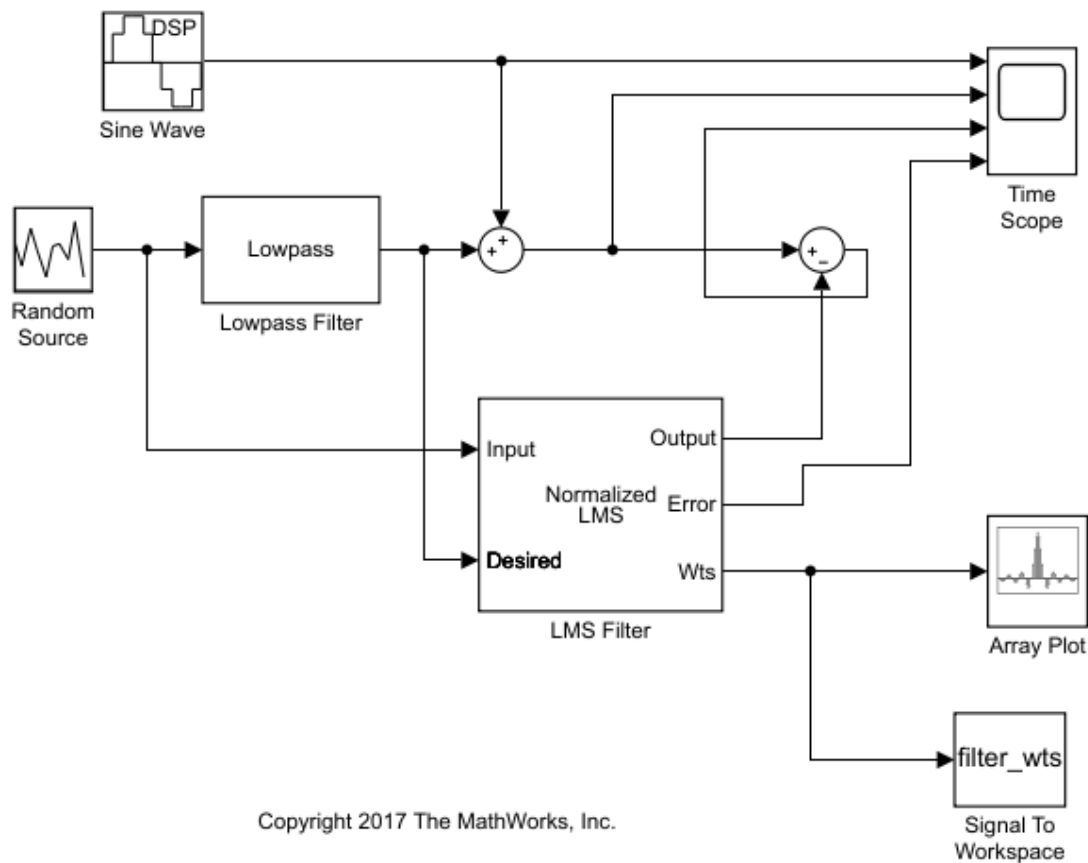 DSP
Sine Wave
Time
Scope
Random
Source
Lowpass
Lowpass Filter
+
+
+
−
Input
Desired
Normalized
LMS
Output
Error
Wts
LMS Filter
Array Plot
filter_wts
Signal To
Workspace
Copyright 2017 The MathWorks, Inc.